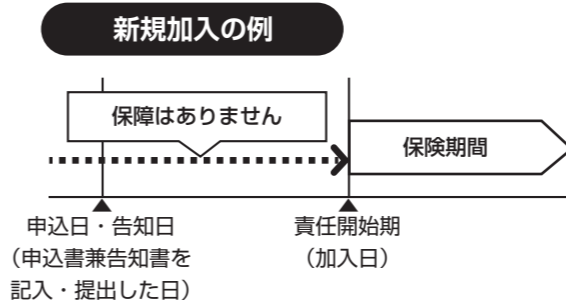 新規加入の例
保障はありません
保険期間
申込日・告知日
（申込書兼告知書を
記入・提出した日）
責任開始期
（加入日）